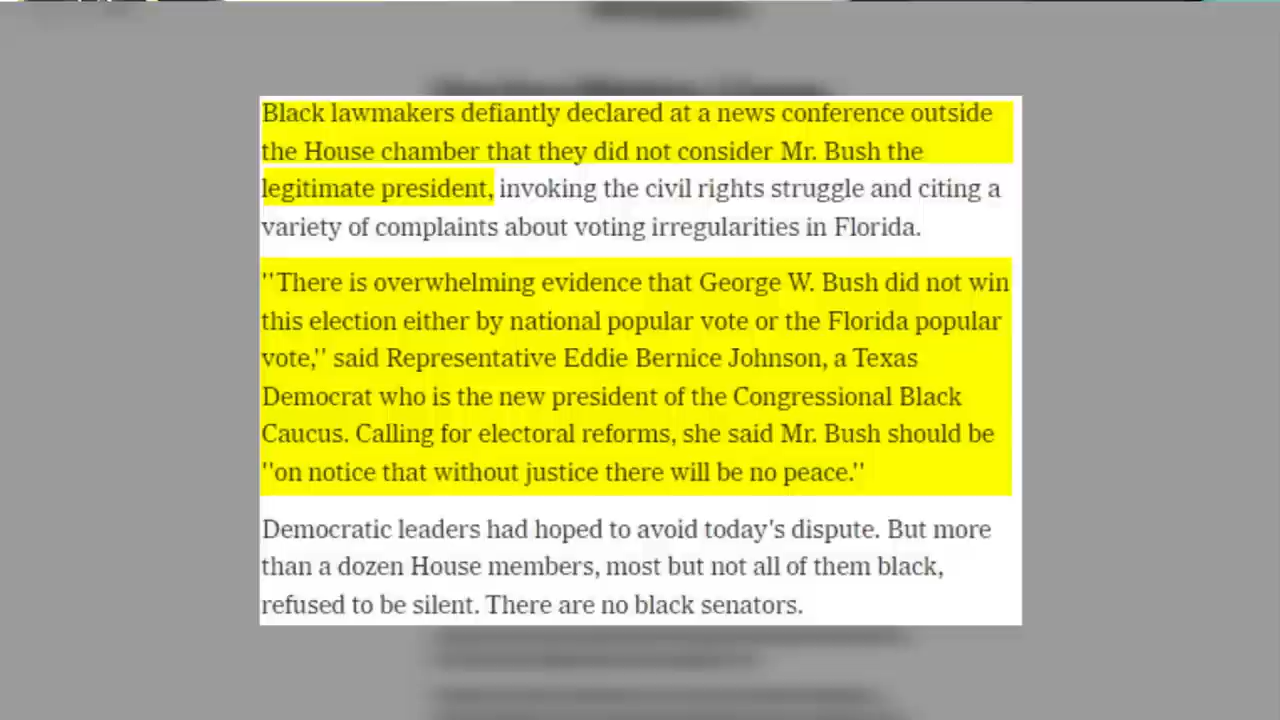 Black lawmakers defiantly declared at a news conference outside
the House chamber that they did not consider Mr. Bush the
legitimate president, invoking the civil rights struggle and citing a
variety of complaints about voting irregularities in Florida.
"There is overwhelming evidence that George W. Bush did not win
this election either by national popular vote or the Florida popular
vote," said Representative Eddie Bernice Johnson, a Texas
Democrat who is the new president of the Congressional Black
Caucus. Calling for electoral reforms, she said Mr. Bush should be
"on notice that without justice there will be no peace."
Democratic leaders had hoped to avoid today's dispute. But more
than a dozen House members, most but not all of them black,
refused to be silent. There are no black senators.